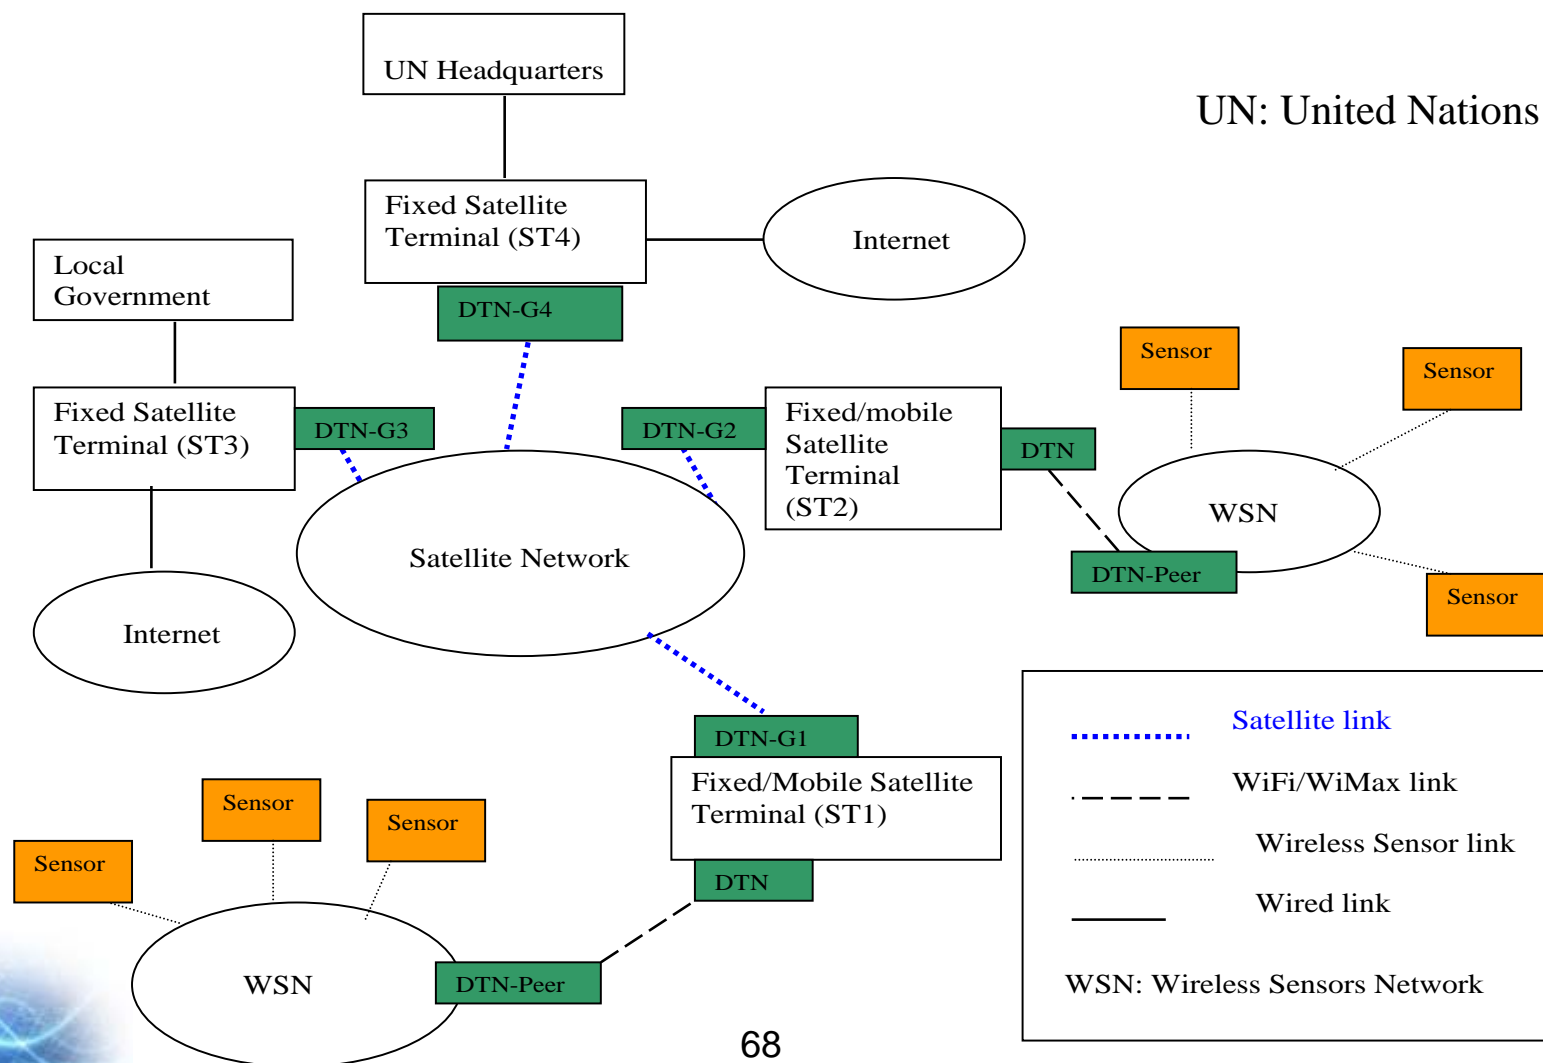 UN Headquarters
UN: United Nations
Fixed Satellite
Terminal (ST4)
Internet
Local
Government
DTN-G4
Sensor
Sensor
Fixed Satellite
Terminal (ST3)
DTN-G3
DTN-G2
Fixed/mobile
Satellite
Terminal
(ST2)
DTN
WSN
DTN-Peer
Sensor
Satellite Network
Internet
DTN-G1
Fixed/Mobile Satellite
Terminal (ST1)
DTN
Sensor
Sensor
Sensor
WSN
DTN-Peer
Satellite link
WiFi/WiMax link
Wireless Sensor link
Wired link
WSN: Wireless Sensors Network
68